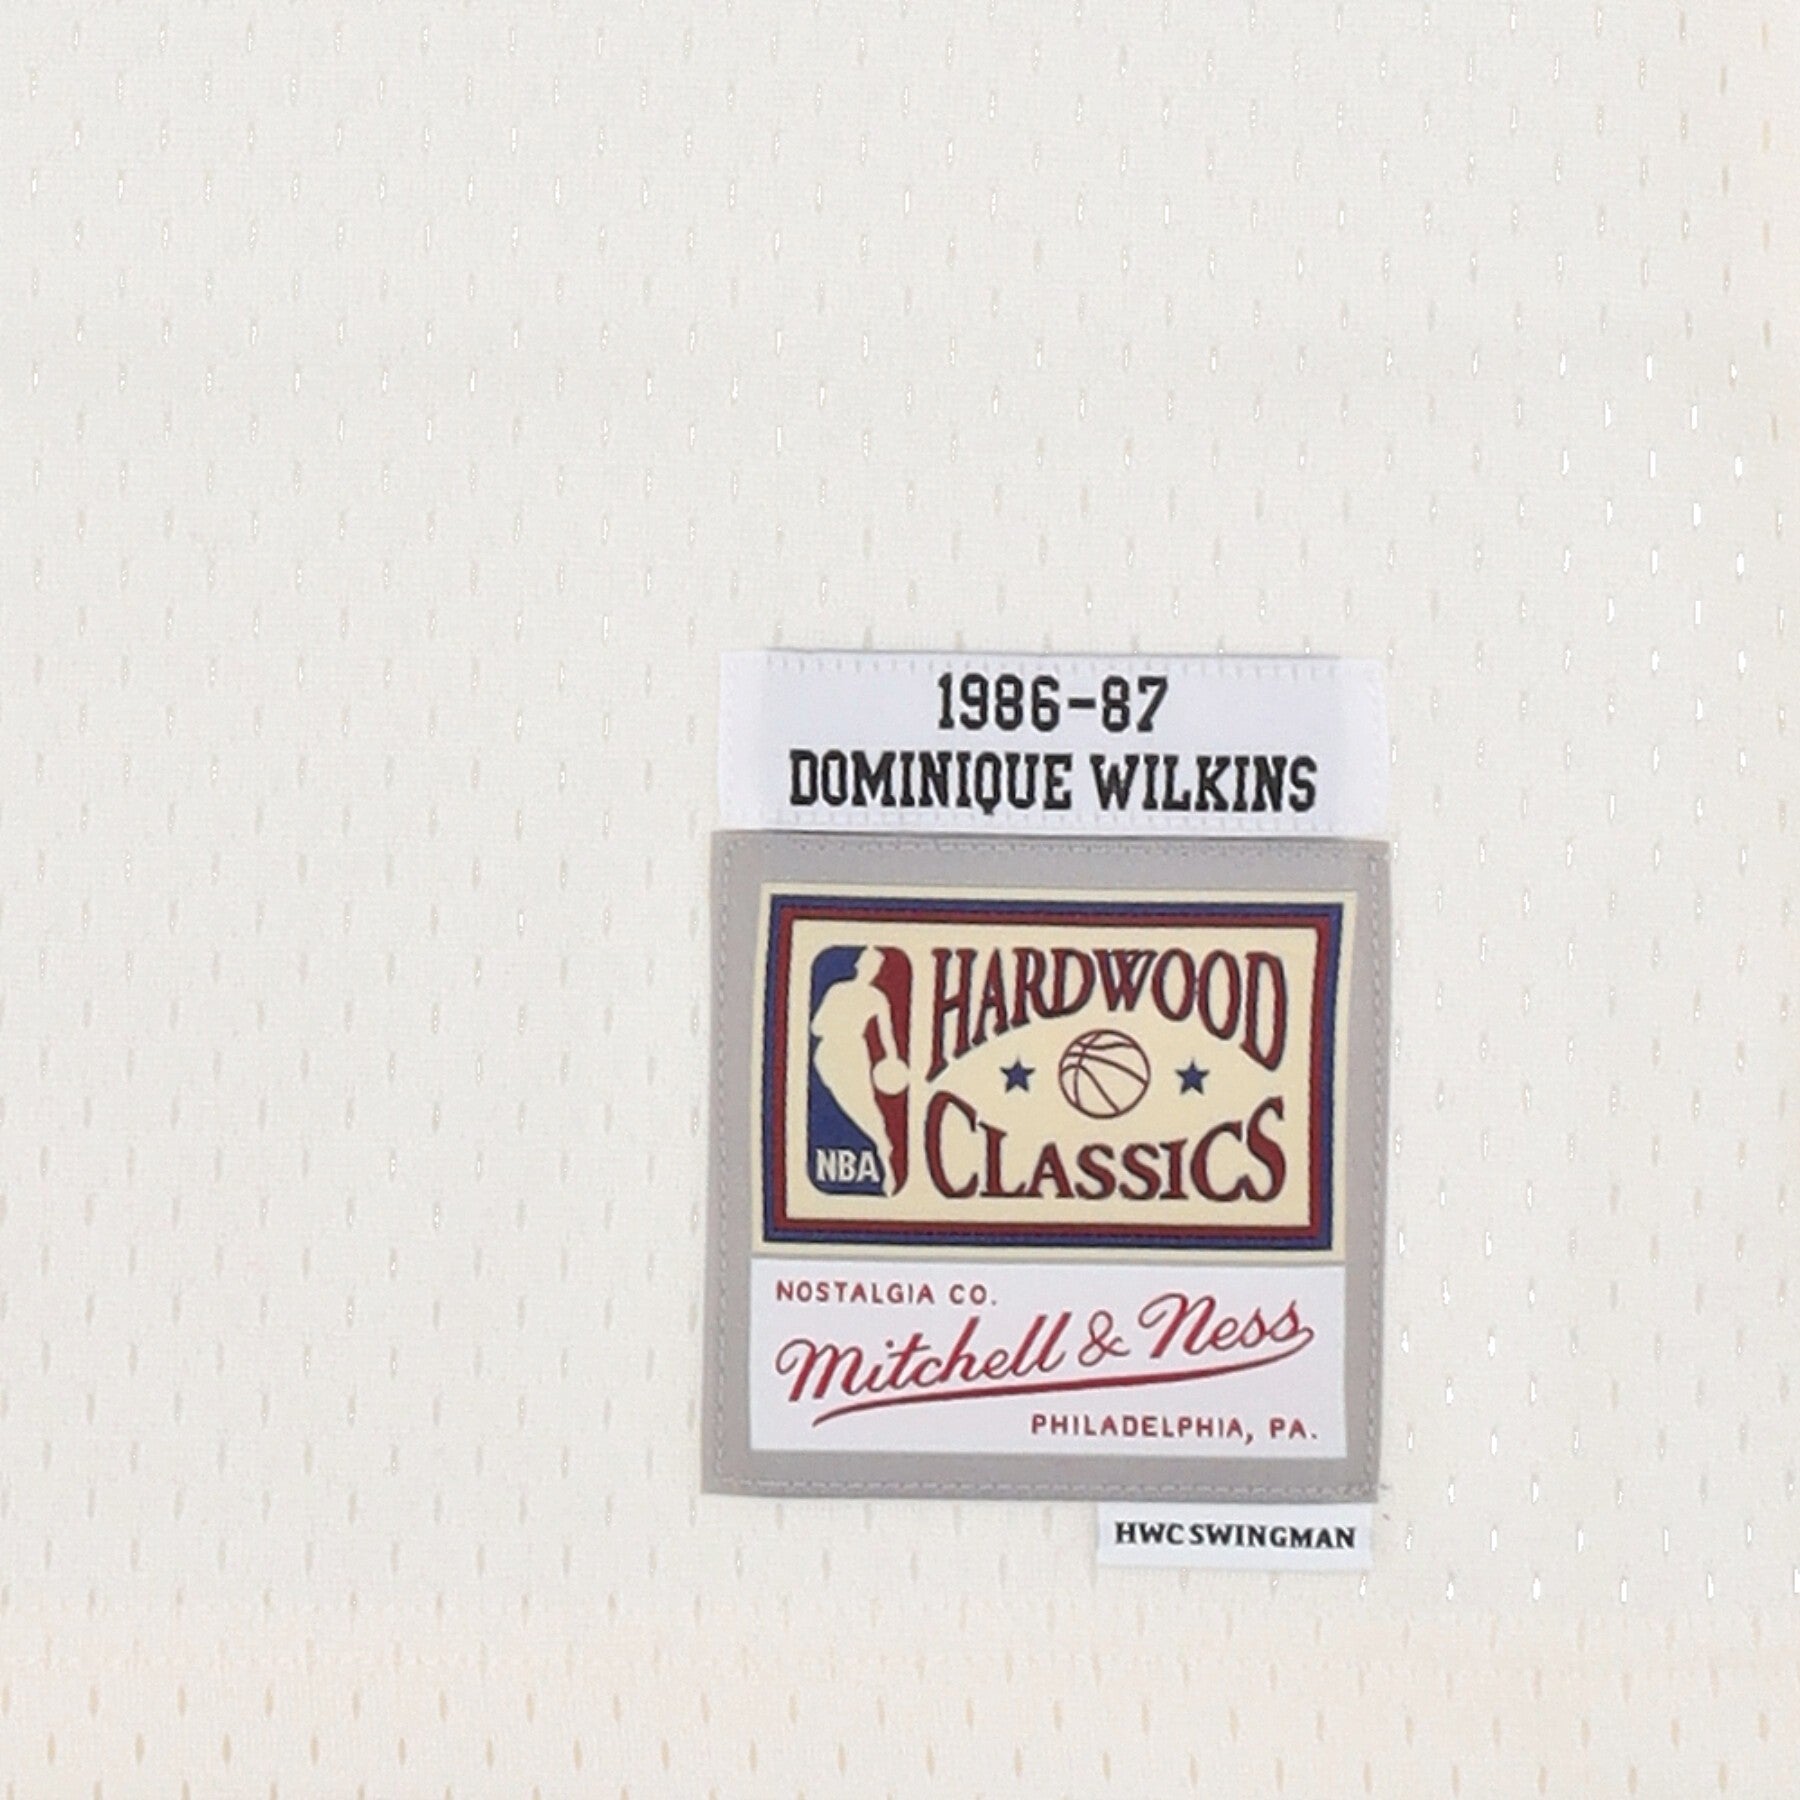 1986-87
DOMINIQUE WILKINS
HARDWOOD
CLASSICS
NBA
NOSTALGIA CO.
Mitchell & Ness
PHILADELPHIA, PA.
HWC SWINGMAN